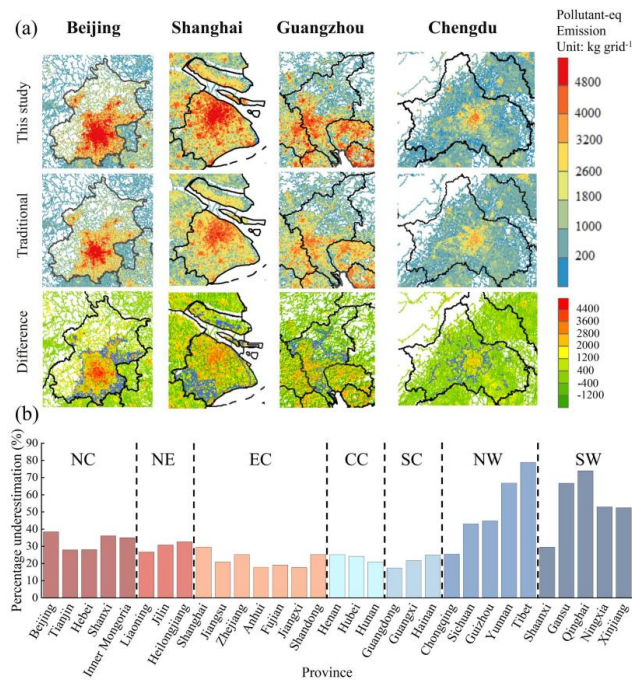 (a)
Beijing Shanghai Guangzhou Chengdu
Pollutant-eq
Emission
Unit: kg grid⁻¹
This study
4800
4000
3200
2600
1800
1000
200
Traditional
Difference
4400
3600
2800
2000
1200
400
-400
-1200
(b)
Percentage underestimation (%)
90
80
70
60
50
40
30
20
10
0
NC NE EC CC SC NW SW
Beijing
Tianjin
Hebei
Shanxi
Inner Mongoria
Liaoning
Jilin
Heilongjiang
Shanghai
Jiangsu
Zhejiang
Anhui
Fujian
Jiangxi
Shandong
Henan
Hubei
Hunan
Guangdong
Guangxi
Hainan
Chongqing
Sichuan
Guizhou
Yunnan
Tibet
Shaanxi
Gansu
Qinghai
Ningxia
Xinjiang
Province